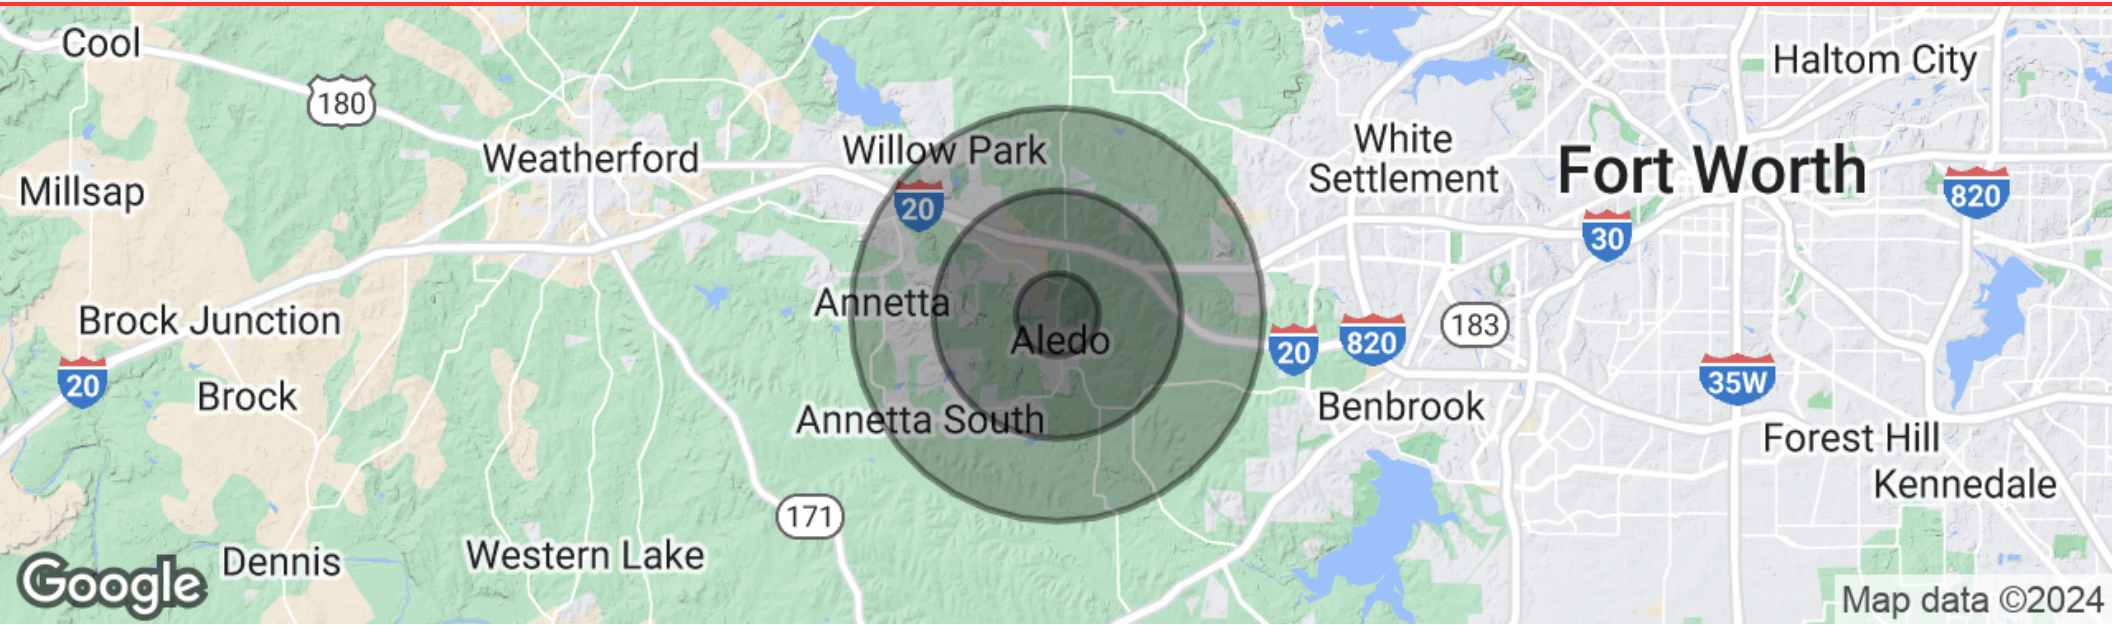 Cool
Haltom City
180
White
Settlement
Willow Park
Weatherford
Fort Worth
Millsap
820
20
30
Annetta
Brock Junction
Aledo
183
20
820
20
35W
Brock
Benbrook
Annetta South
Forest Hill
Kennedale
171
Western Lake
Dennis
Google
Map data ©2024